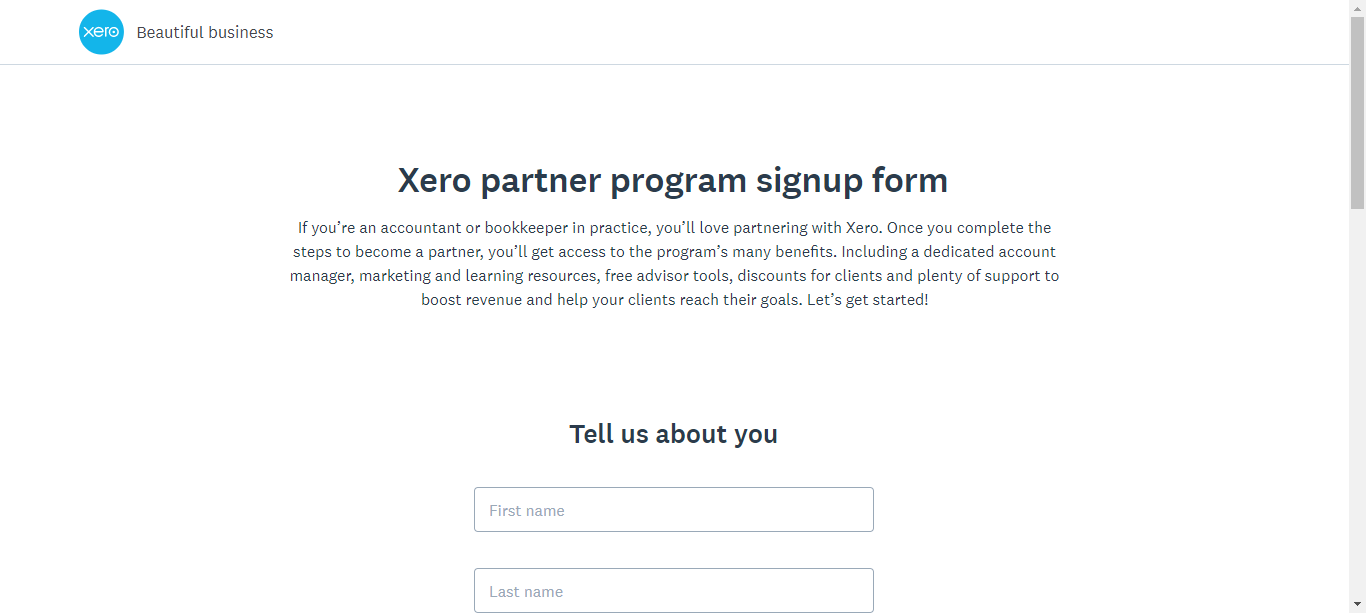 xero
Beautiful business
Xero partner program signup form
If you’re an accountant or bookkeeper in practice, you’ll love partnering with Xero. Once you complete the
steps to become a partner, you’ll get access to the program’s many benefits. Including a dedicated account
manager, marketing and learning resources, free advisor tools, discounts for clients and plenty of support to
boost revenue and help your clients reach their goals. Let’s get started!
Tell us about you
First name
Last name